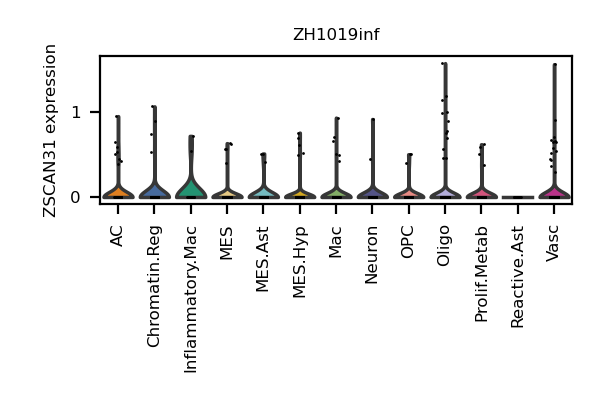 ZH1019inf
ZSCAN31 expression
1
0
AC
Chromatin.Reg
Inflammatory.Mac
MES
MES.Ast
MES.Hyp
Mac
Neuron
OPC
Oligo
Prolif.Metab
Reactive.Ast
Vasc